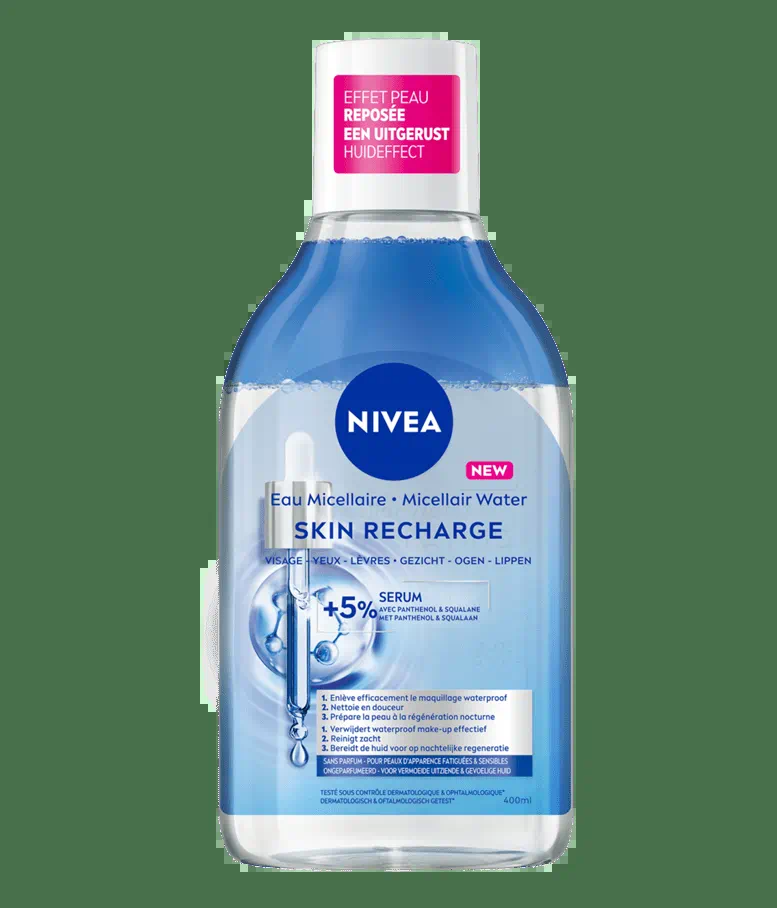 EFFET PEAU
REPOSÉE
EEN UITGERUST
HUIDEFFECT
NIVEA
NEW
Eau Micellaire • Micellair Water
SKIN RECHARGE
VISAGE - YEUX - LÈVRES • GEZICHT - OGEN - LIPPEN
+5% SERUM
AVEC PANTHENOL & SQUALANE
MET PANTHENOL & SQUALAAN
1. Enlève efficacement le maquillage waterproof
2. Nettoie en douceur
3. Prépare la peau à la régénération nocturne
1. Verwijdert waterproof make-up effectief
2. Reinigt zacht
3. Bereidt de huid voor op nachtelijke regeneratie
SANS PARFUM - POUR PEAUX D'APPARENCE FATIGUÉES & SENSIBLES
ONGEPARFUMEERD - VOOR VERMOEIDE UITZIENDE & GEVOELIGE HUID
TESTÉ SOUS CONTRÔLE DERMATOLOGIQUE & OPHTALMOLOGIQUE*
DERMATOLOGISCH & OFTALMOLOGISCH GETEST*
400ml